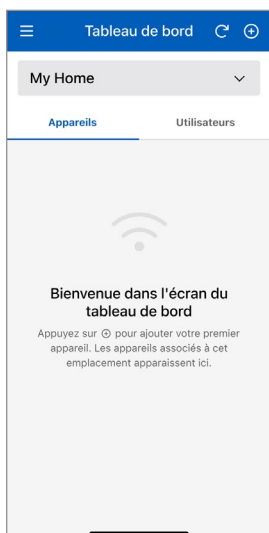 Tableau de bord
My Home
Appareils Utilisateurs
Bienvenue dans l'écran du
tableau de bord
Appuyez sur ⊕ pour ajouter votre premier
appareil. Les appareils associés à cet
emplacement apparaissent ici.